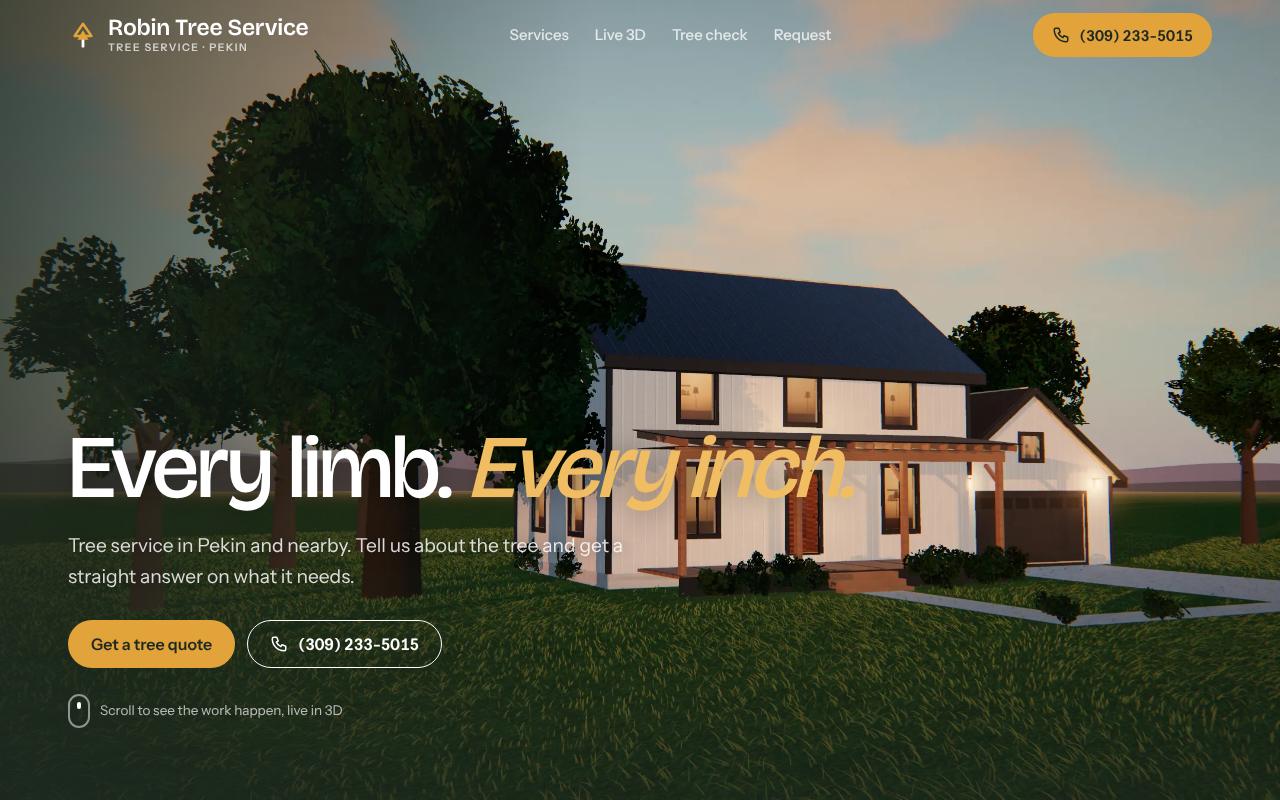 Robin Tree Service
TREE SERVICE · PEKIN
Services
Live 3D
Tree check
Request
(309) 233-5015
Every limb. Every inch.
Tree service in Pekin and nearby. Tell us about the tree and get a
straight answer on what it needs.
Get a tree quote
(309) 233-5015
Scroll to see the work happen, live in 3D